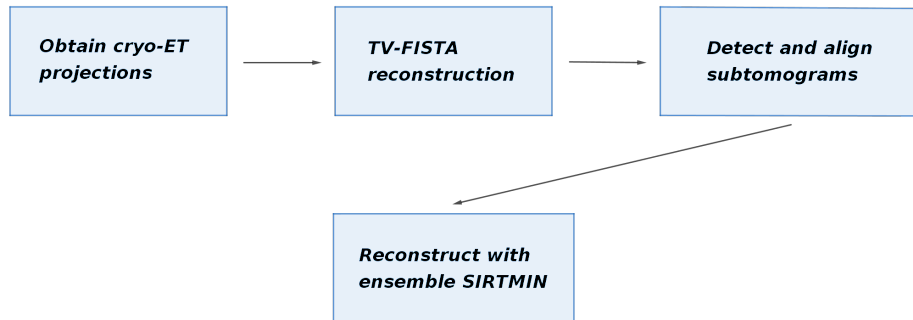 Obtain cryo-ET
projections
TV-FISTA
reconstruction
Detect and align
subtomograms
Reconstruct with
ensemble SIRTMIN